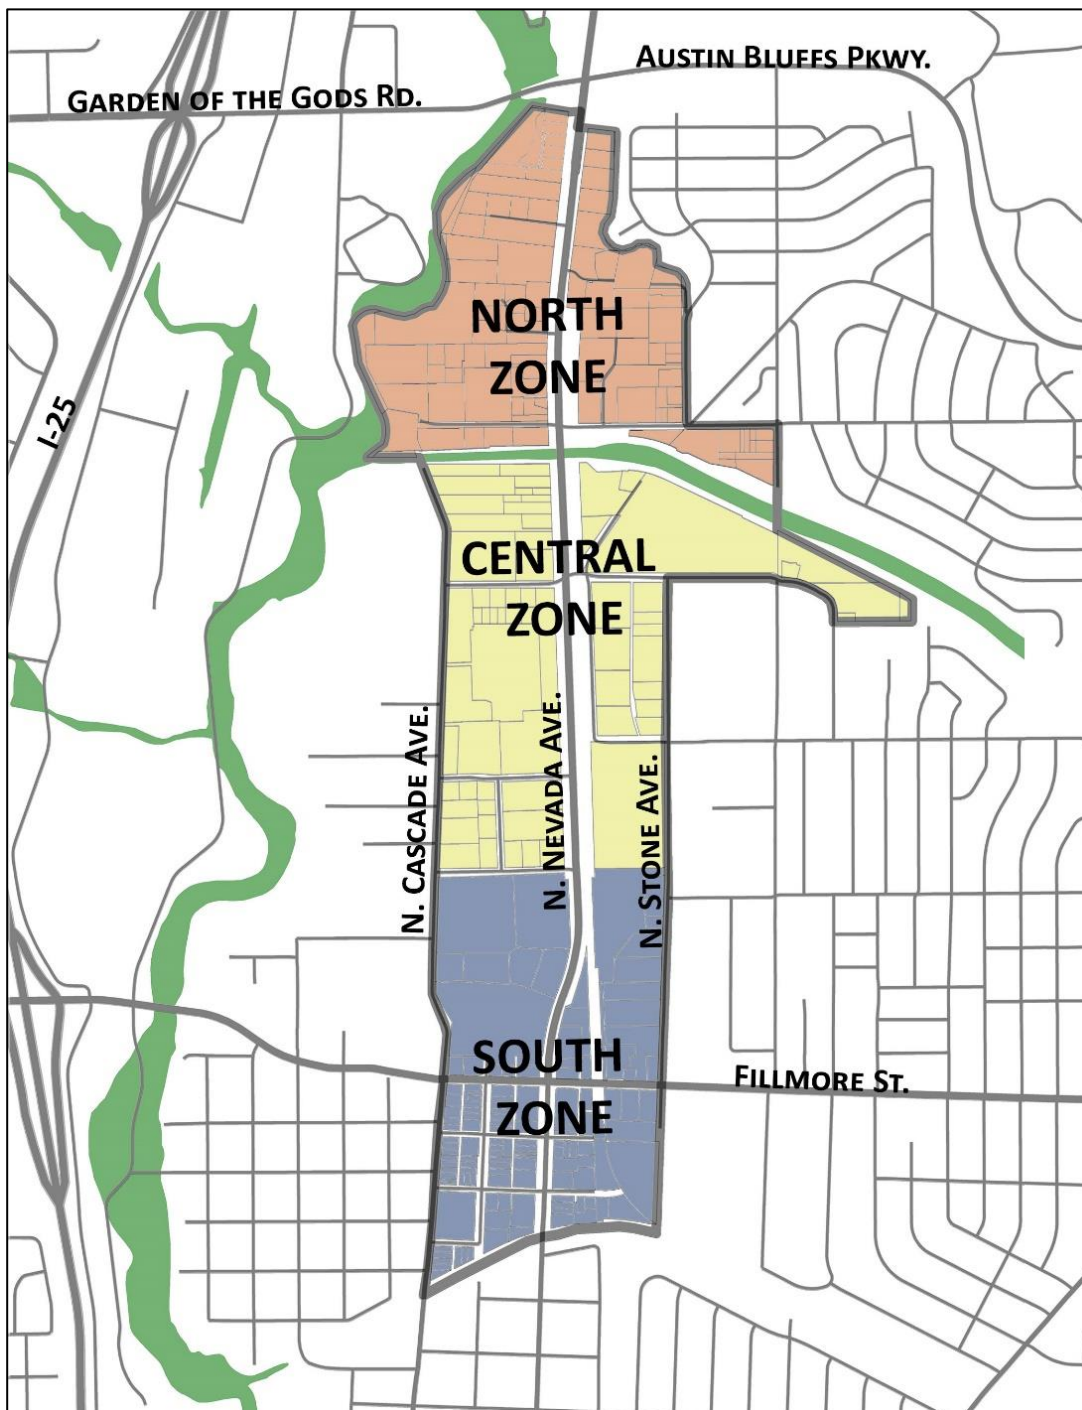 AUSTIN BLUFFS PKWY.
GARDEN OF THE GODS RD.
NORTH
ZONE
I-25
CENTRAL
ZONE
N. CASCADE AVE.
N. NEVADA AVE.
N. STONE AVE.
SOUTH
ZONE
FILLMORE ST.